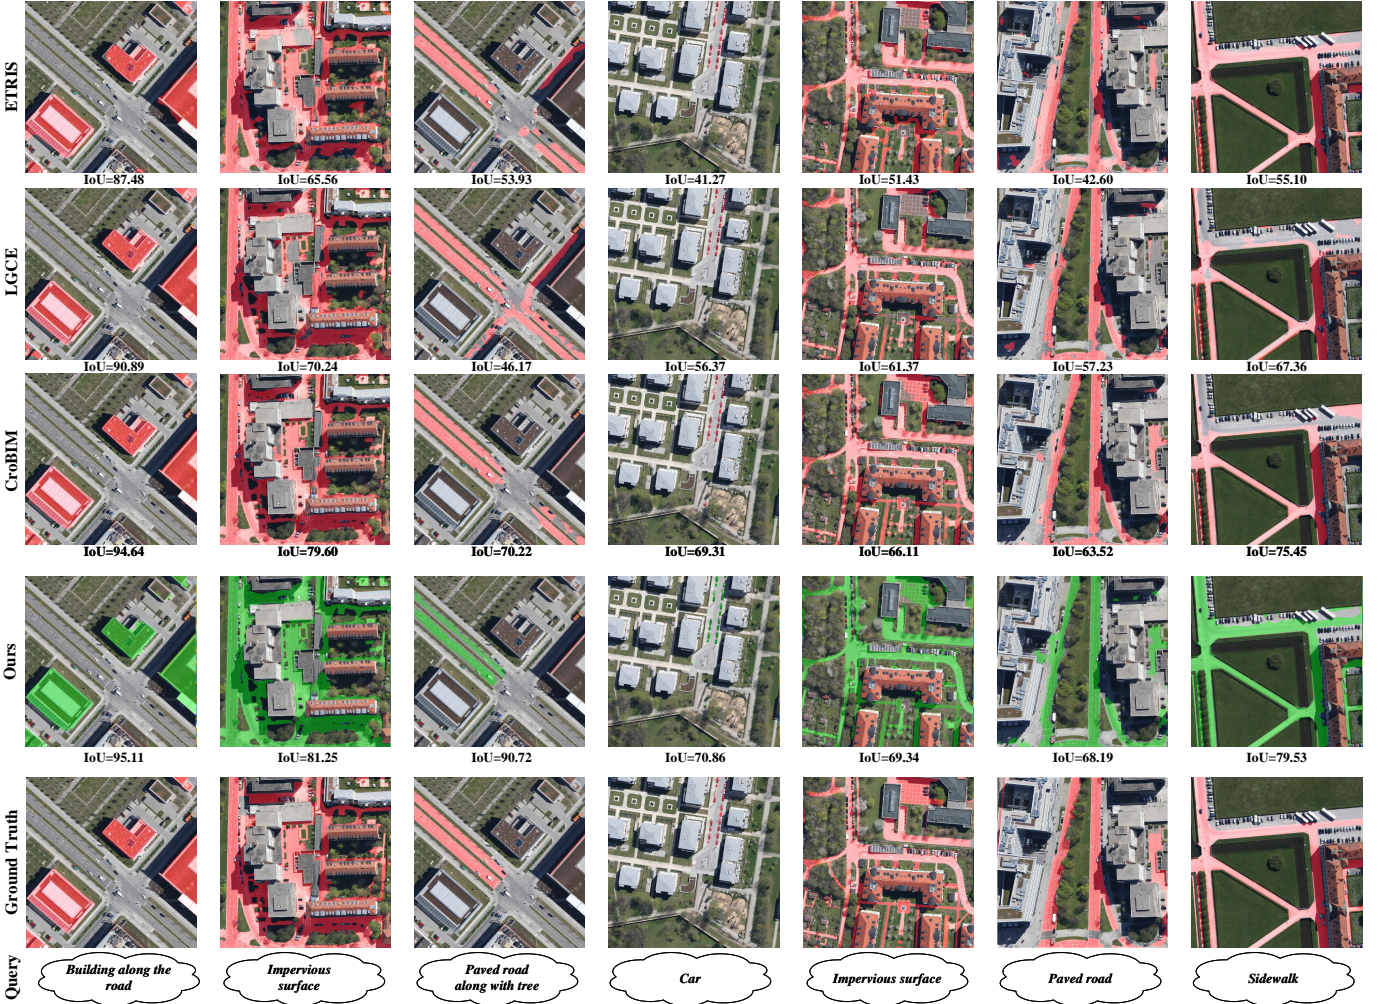 ETRIS
IoU=87.48 IoU=65.56 IoU=53.93 IoU=41.27 IoU=51.43 IoU=42.60 IoU=55.10
LGCE
IoU=90.89 IoU=70.24 IoU=46.17 IoU=56.37 IoU=61.37 IoU=57.23 IoU=67.36
CroBIM
IoU=94.64 IoU=79.60 IoU=70.22 IoU=69.31 IoU=66.11 IoU=63.52 IoU=75.45
Ours
IoU=95.11 IoU=81.25 IoU=90.72 IoU=70.86 IoU=69.34 IoU=68.19 IoU=79.53
Ground Truth
Query
Building along the
road
Impervious
surface
Paved road
along with tree
Car
Impervious surface
Paved road
Sidewalk